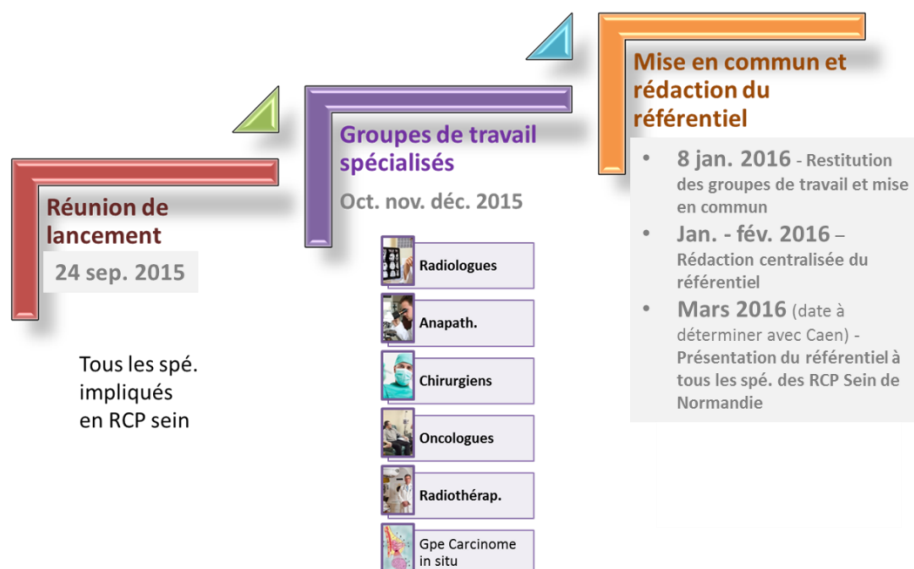 Réunion de
lancement
24 sep. 2015
Tous les spé.
impliqués
en RCP sein
Groupes de travail
spécialisés
Oct. nov. déc. 2015
Radiologues
Anapath.
Chirurgiens
Oncologues
Radiothérap.
Gpe Carcinome
in situ
Mise en commun et
rédaction du
référentiel
• 8 jan. 2016 - Restitution
des groupes de travail et mise
en commun
• Jan. - fév. 2016 –
Rédaction centralisée du
référentiel
• Mars 2016 (date à
déterminer avec Caen) -
Présentation du référentiel à
tous les spé. des RCP Sein de
Normandie